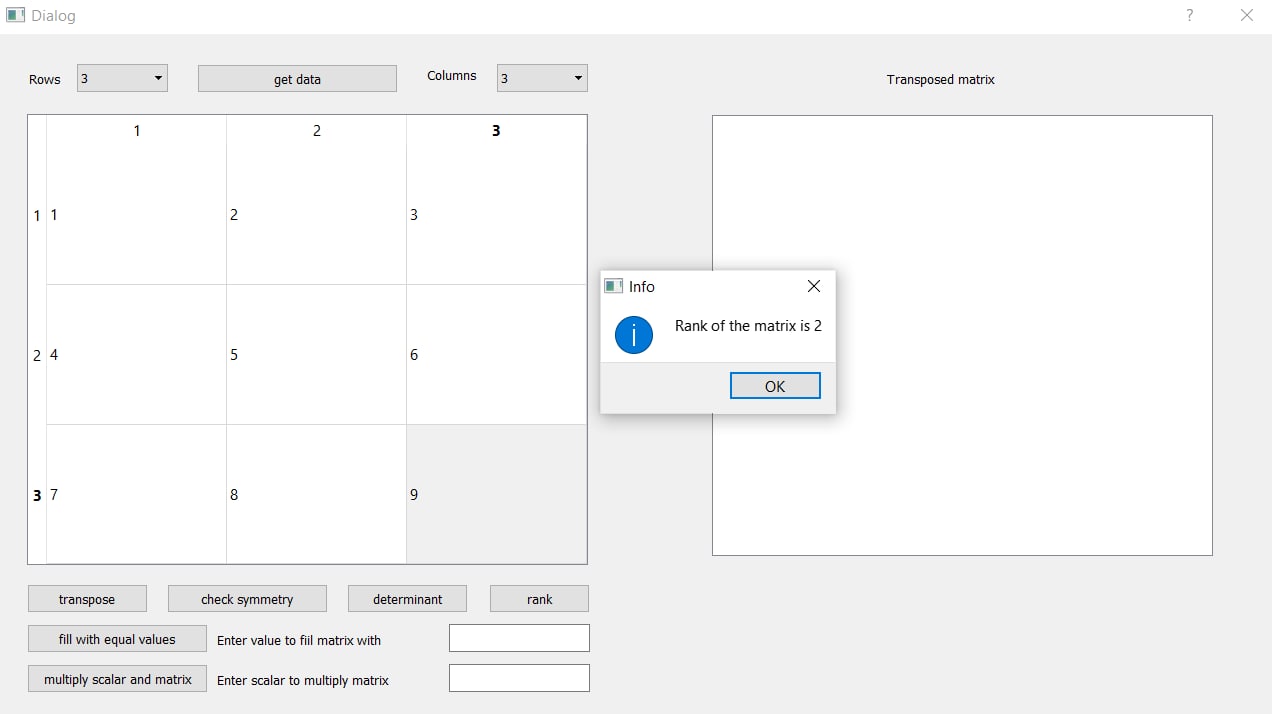 Dialog
Rows 3 get data Columns 3 Transposed matrix
1 2 3
1 1 2 3
Info
Rank of the matrix is 2
2 4 5 6
OK
3 7 8 9
transpose check symmetry determinant rank
fill with equal values Enter value to fiil matrix with
multiply scalar and matrix Enter scalar to multiply matrix